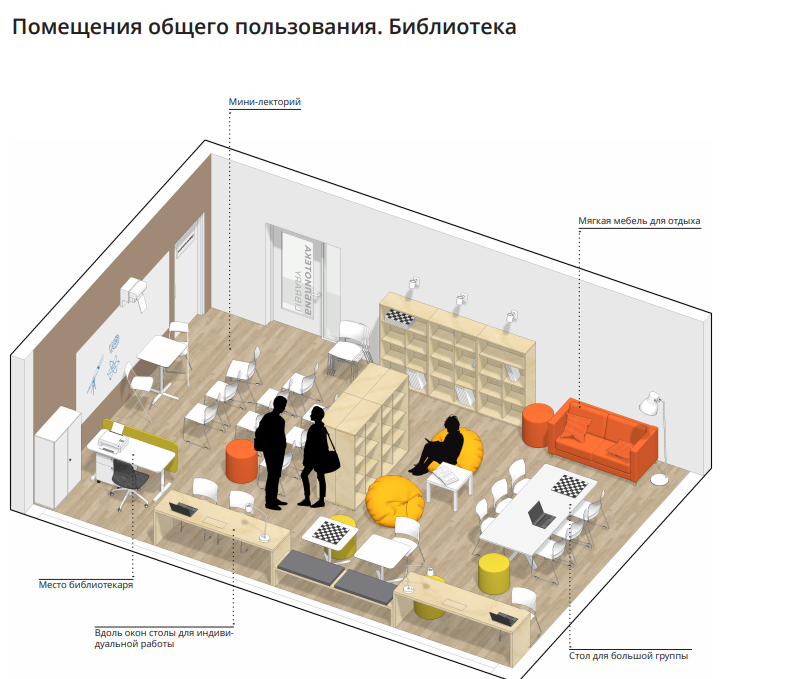 Помещения общего пользования. Библиотека
Мини-лекторий
Мягкая мебель для отдыха
Место библиотекаря
Вдоль окон столы для индиви-
дуальной работы
Стол для большой группы